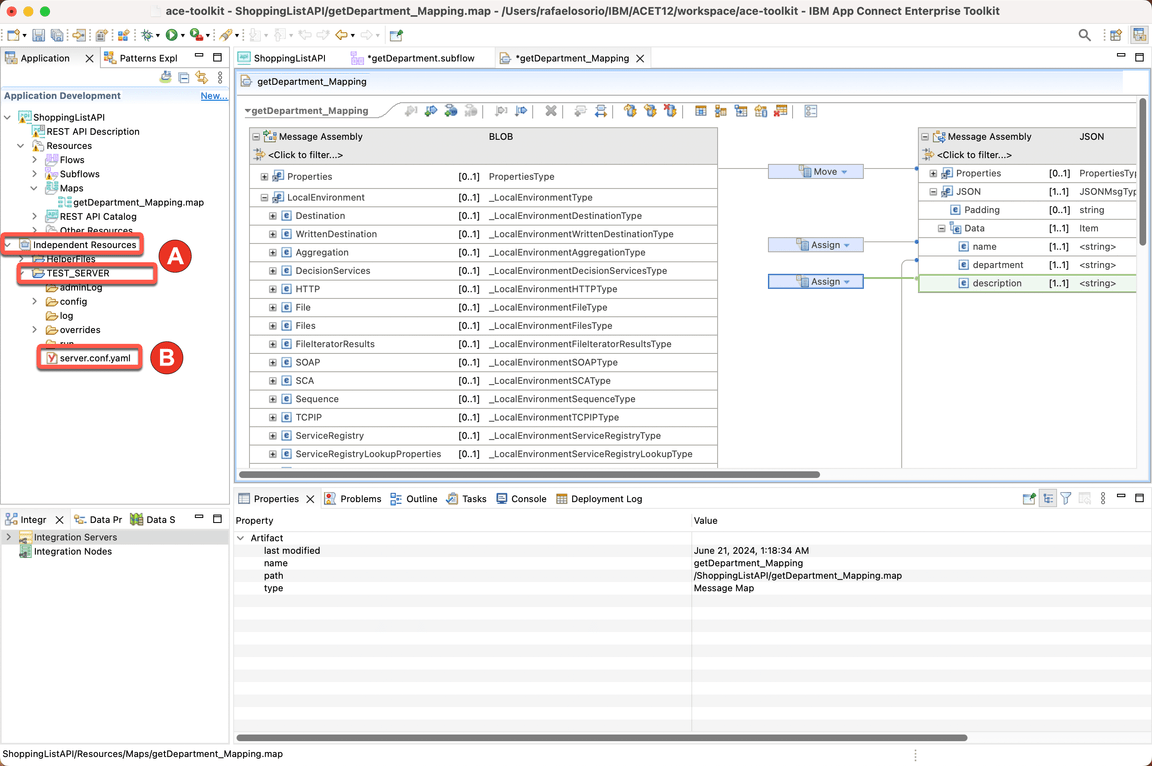 ace-toolkit - ShoppingListAPI/getDepartment_Mapping.map - /Users/rafaelosorio/IBM/ACET12/workspace/ace-toolkit - IBM App Connect Enterprise Toolkit
Application
Patterns Expl
Application Development
New...
ShoppingListAPI
REST API Description
Resources
Flows
Subflows
Maps
getDepartment_Mapping.map
REST API Catalog
Other Resources
Independent Resources
A
HelperFiles
TEST_SERVER
adminLog
config
log
overrides
run
server.conf.yaml
B
Integr
Data Pr
Data S
Integration Servers
Integration Nodes
ShoppingListAPI
*getDepartment.subflow
*getDepartment_Mapping
getDepartment_Mapping
getDepartment_Mapping
Message Assembly BLOB
<Click to filter...>
Properties [0..1] PropertiesType
LocalEnvironment [0..1] _LocalEnvironmentType
Destination [0..1] _LocalEnvironmentDestinationType
WrittenDestination [0..1] _LocalEnvironmentWrittenDestinationType
Aggregation [0..1] _LocalEnvironmentAggregationType
DecisionServices [0..1] _LocalEnvironmentDecisionServicesType
HTTP [0..1] _LocalEnvironmentHTTPType
File [0..1] _LocalEnvironmentFileType
Files [0..1] _LocalEnvironmentFilesType
FileIteratorResults [0..1] _LocalEnvironmentFileIteratorResultsType
SOAP [0..1] _LocalEnvironmentSOAPType
SCA [0..1] _LocalEnvironmentSCAType
Sequence [0..1] _LocalEnvironmentSequenceType
TCPIP [0..1] _LocalEnvironmentTCPIPType
ServiceRegistry [0..1] _LocalEnvironmentServiceRegistryType
ServiceRegistryLookupProperties [0..1] _LocalEnvironmentServiceRegistryLookupType
Move
Assign
Assign
Message Assembly JSON
<Click to filter...>
Properties [0..1] PropertiesTyp
JSON [1..1] JSONMsgTyp
Padding [0..1] string
Data [1..1] Item
name [1..1] <string>
department [1..1] <string>
description [1..1] <string>
Properties
Problems
Outline
Tasks
Console
Deployment Log
Property Value
Artifact
last modified June 21, 2024, 1:18:34 AM
name getDepartment_Mapping
path /ShoppingListAPI/getDepartment_Mapping.map
type Message Map
ShoppingListAPI/Resources/Maps/getDepartment_Mapping.map